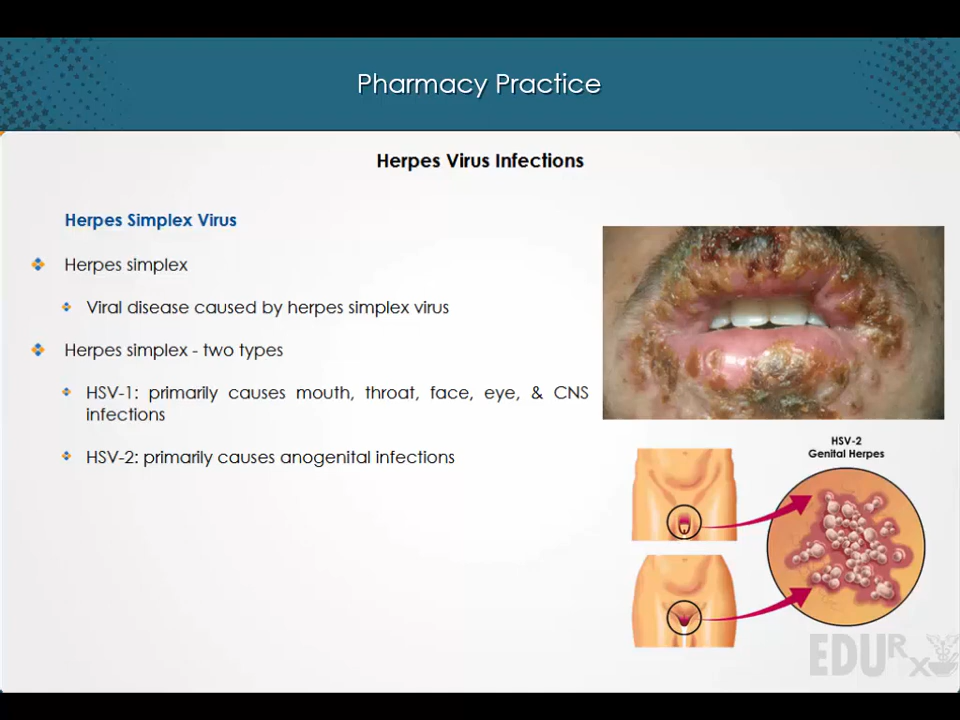 Pharmacy Practice
Herpes Virus Infections
Herpes Simplex Virus
Herpes simplex
Viral disease caused by herpes simplex virus
Herpes simplex - two types
HSV-1: primarily causes mouth, throat, face, eye, & CNS
infections
HSV-2: primarily causes anogenital infections
HSV-2
Genital Herpes
EDURx